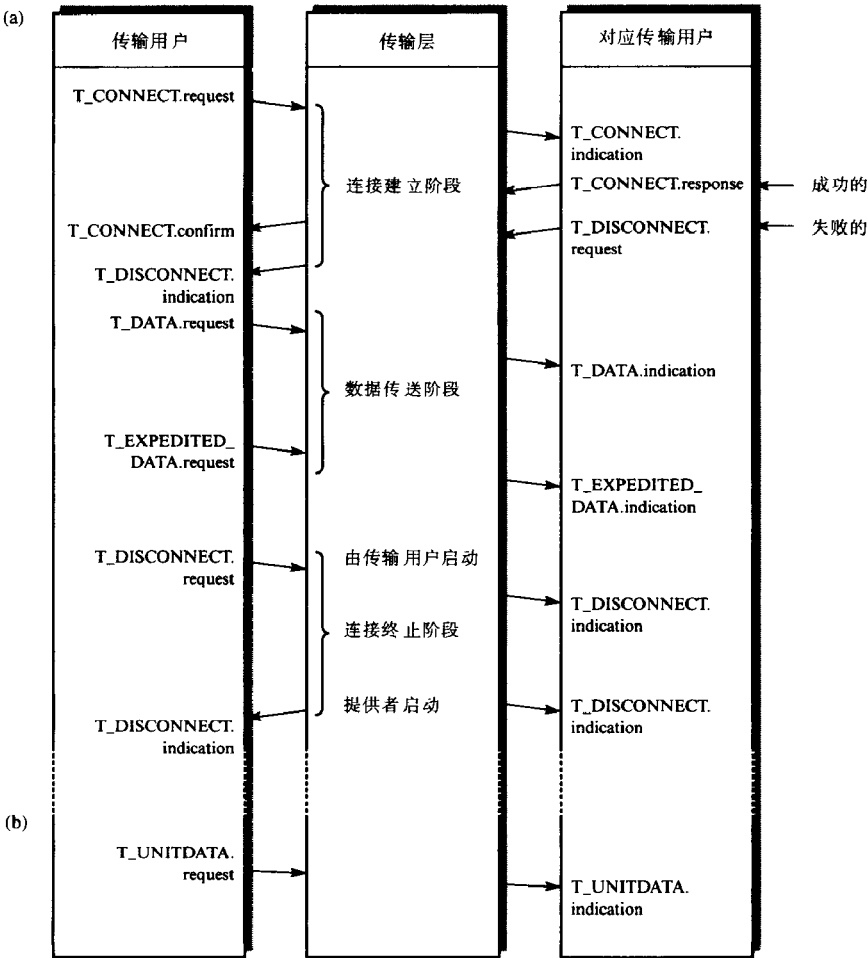 (a)
传输用户
传输层
对应传输用户
T_CONNECT.request
T_CONNECT.
indication
连接建立阶段
T_CONNECT.response
成功的
T_CONNECT.confirm
T_DISCONNECT.
request
失败的
T_DISCONNECT.
indication
T_DATA.request
T_DATA.indication
数据传送阶段
T_EXPEDITED_
DATA.request
T_EXPEDITED_
DATA.indication
T_DISCONNECT.
request
由传输用户启动
T_DISCONNECT.
indication
连接终止阶段
提供者启动
T_DISCONNECT.
indication
T_DISCONNECT.
indication
(b)
T_UNITDATA.
request
T_UNITDATA.
indication